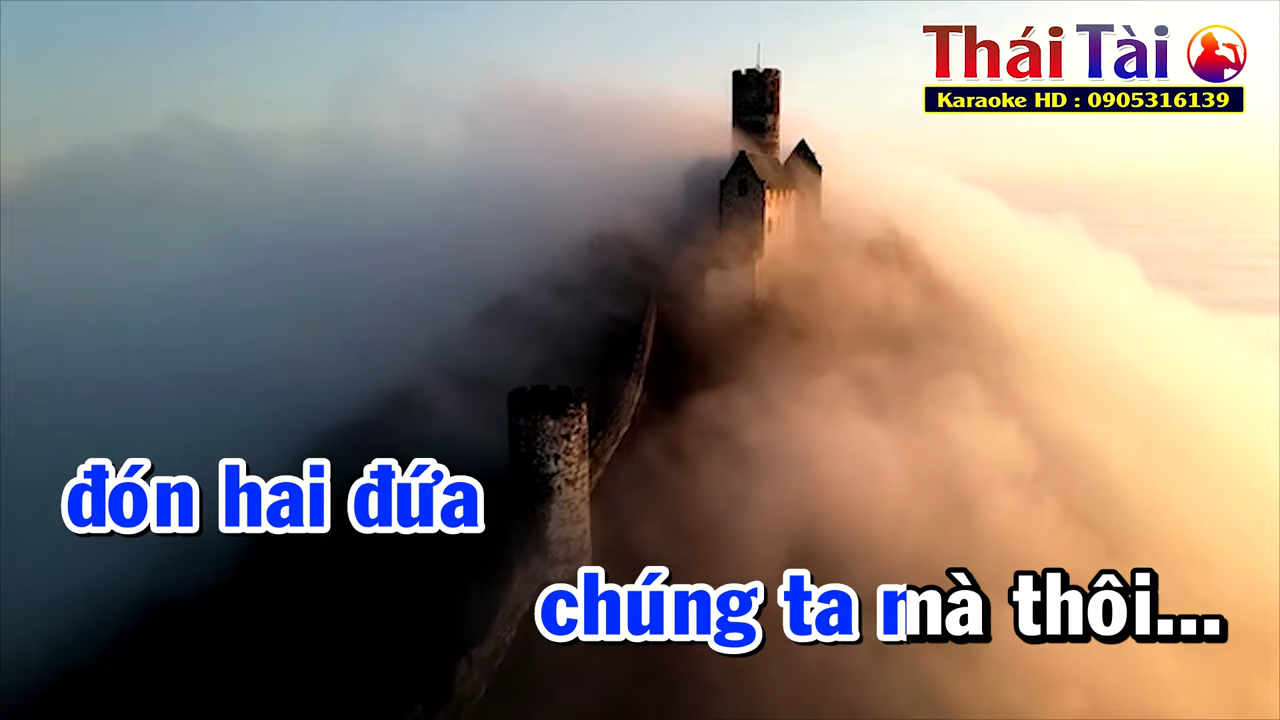 Thái Tài
Karaoke HD : 0905316139
đón hai đứa
chúng ta mà thôi...